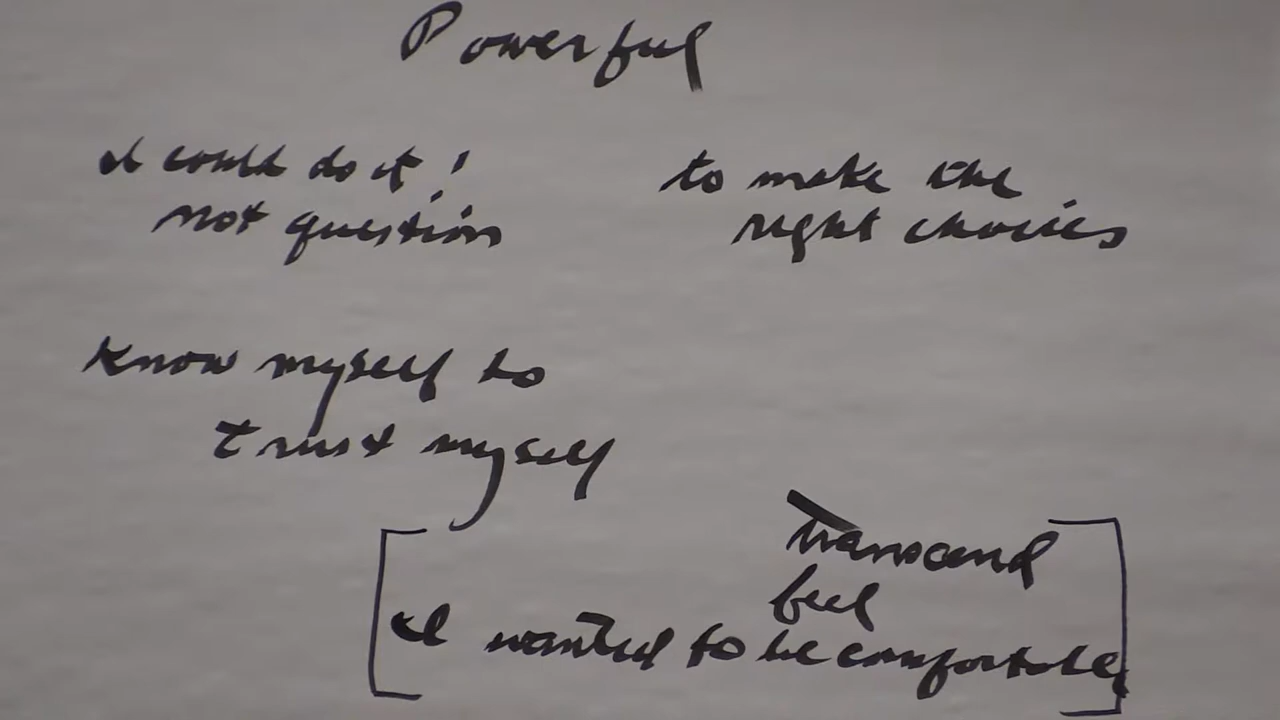 Powerful
I could do it!
not question
to make the
right choices
Know myself to
trust myself
[transcend
feel
I wanted to be comfortable]